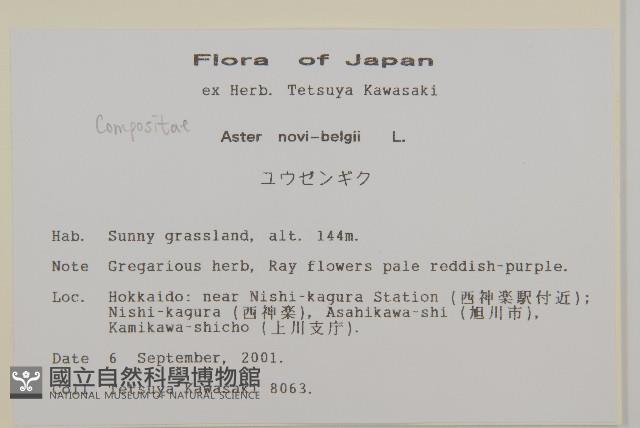 Flora of Japan
ex Herb. Tetsuya Kawasaki
Compositae
Aster novi-belgii L.
ユウゼンギク
Hab. Sunny grassland, alt. 144m.
Note Gregarious herb, Ray flowers pale reddish-purple.
Loc. Hokkaido: near Nishi-kagura Station (西神楽駅付近);
Nishi-kagura (西神楽), Asahikawa-shi (旭川市),
Kamikawa-shicho (上川支庁).
Date 6 September, 2001.
國立自然科學博物館
NATIONAL MUSEUM OF NATURAL SCIENCE
Coll. Tetsuya Kawasaki 8063.